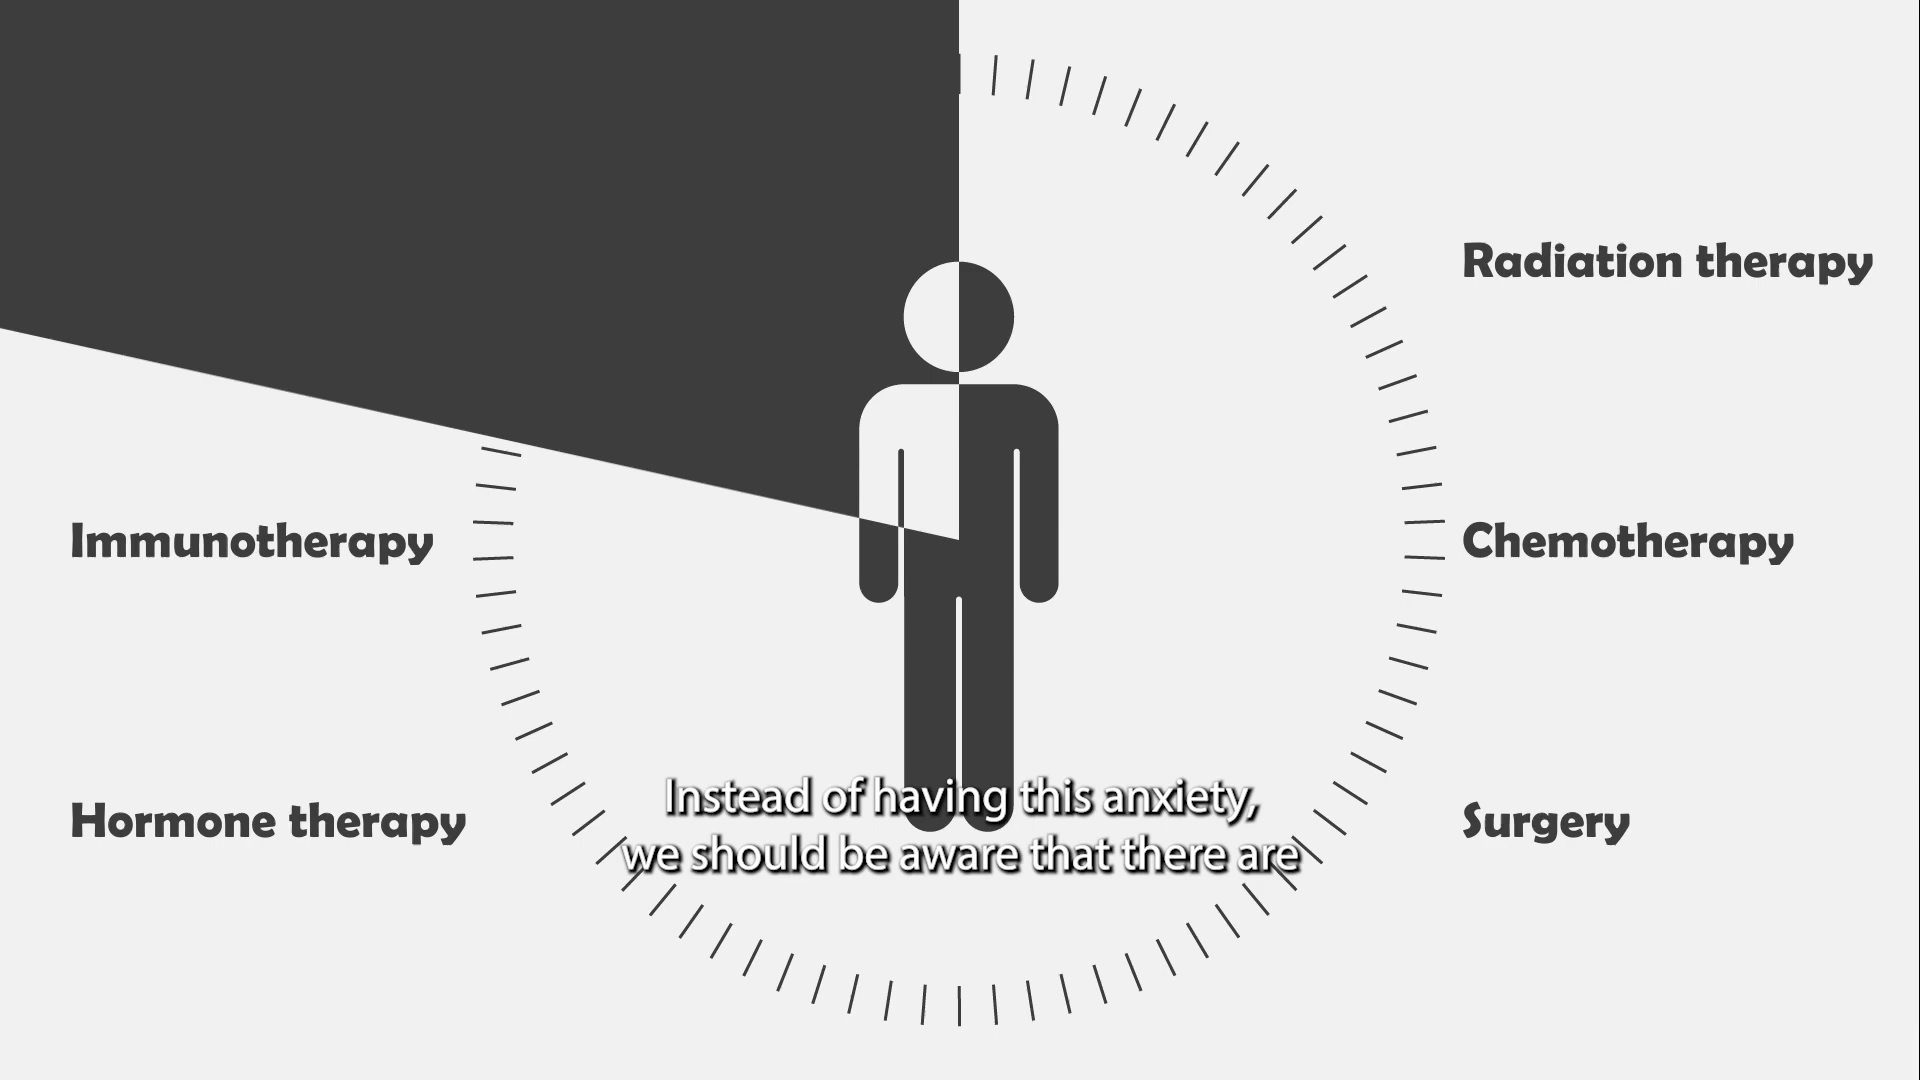 Radiation therapy
Immunotherapy
Chemotherapy
Hormone therapy
Surgery
Instead of having this anxiety,
we should be aware that there are